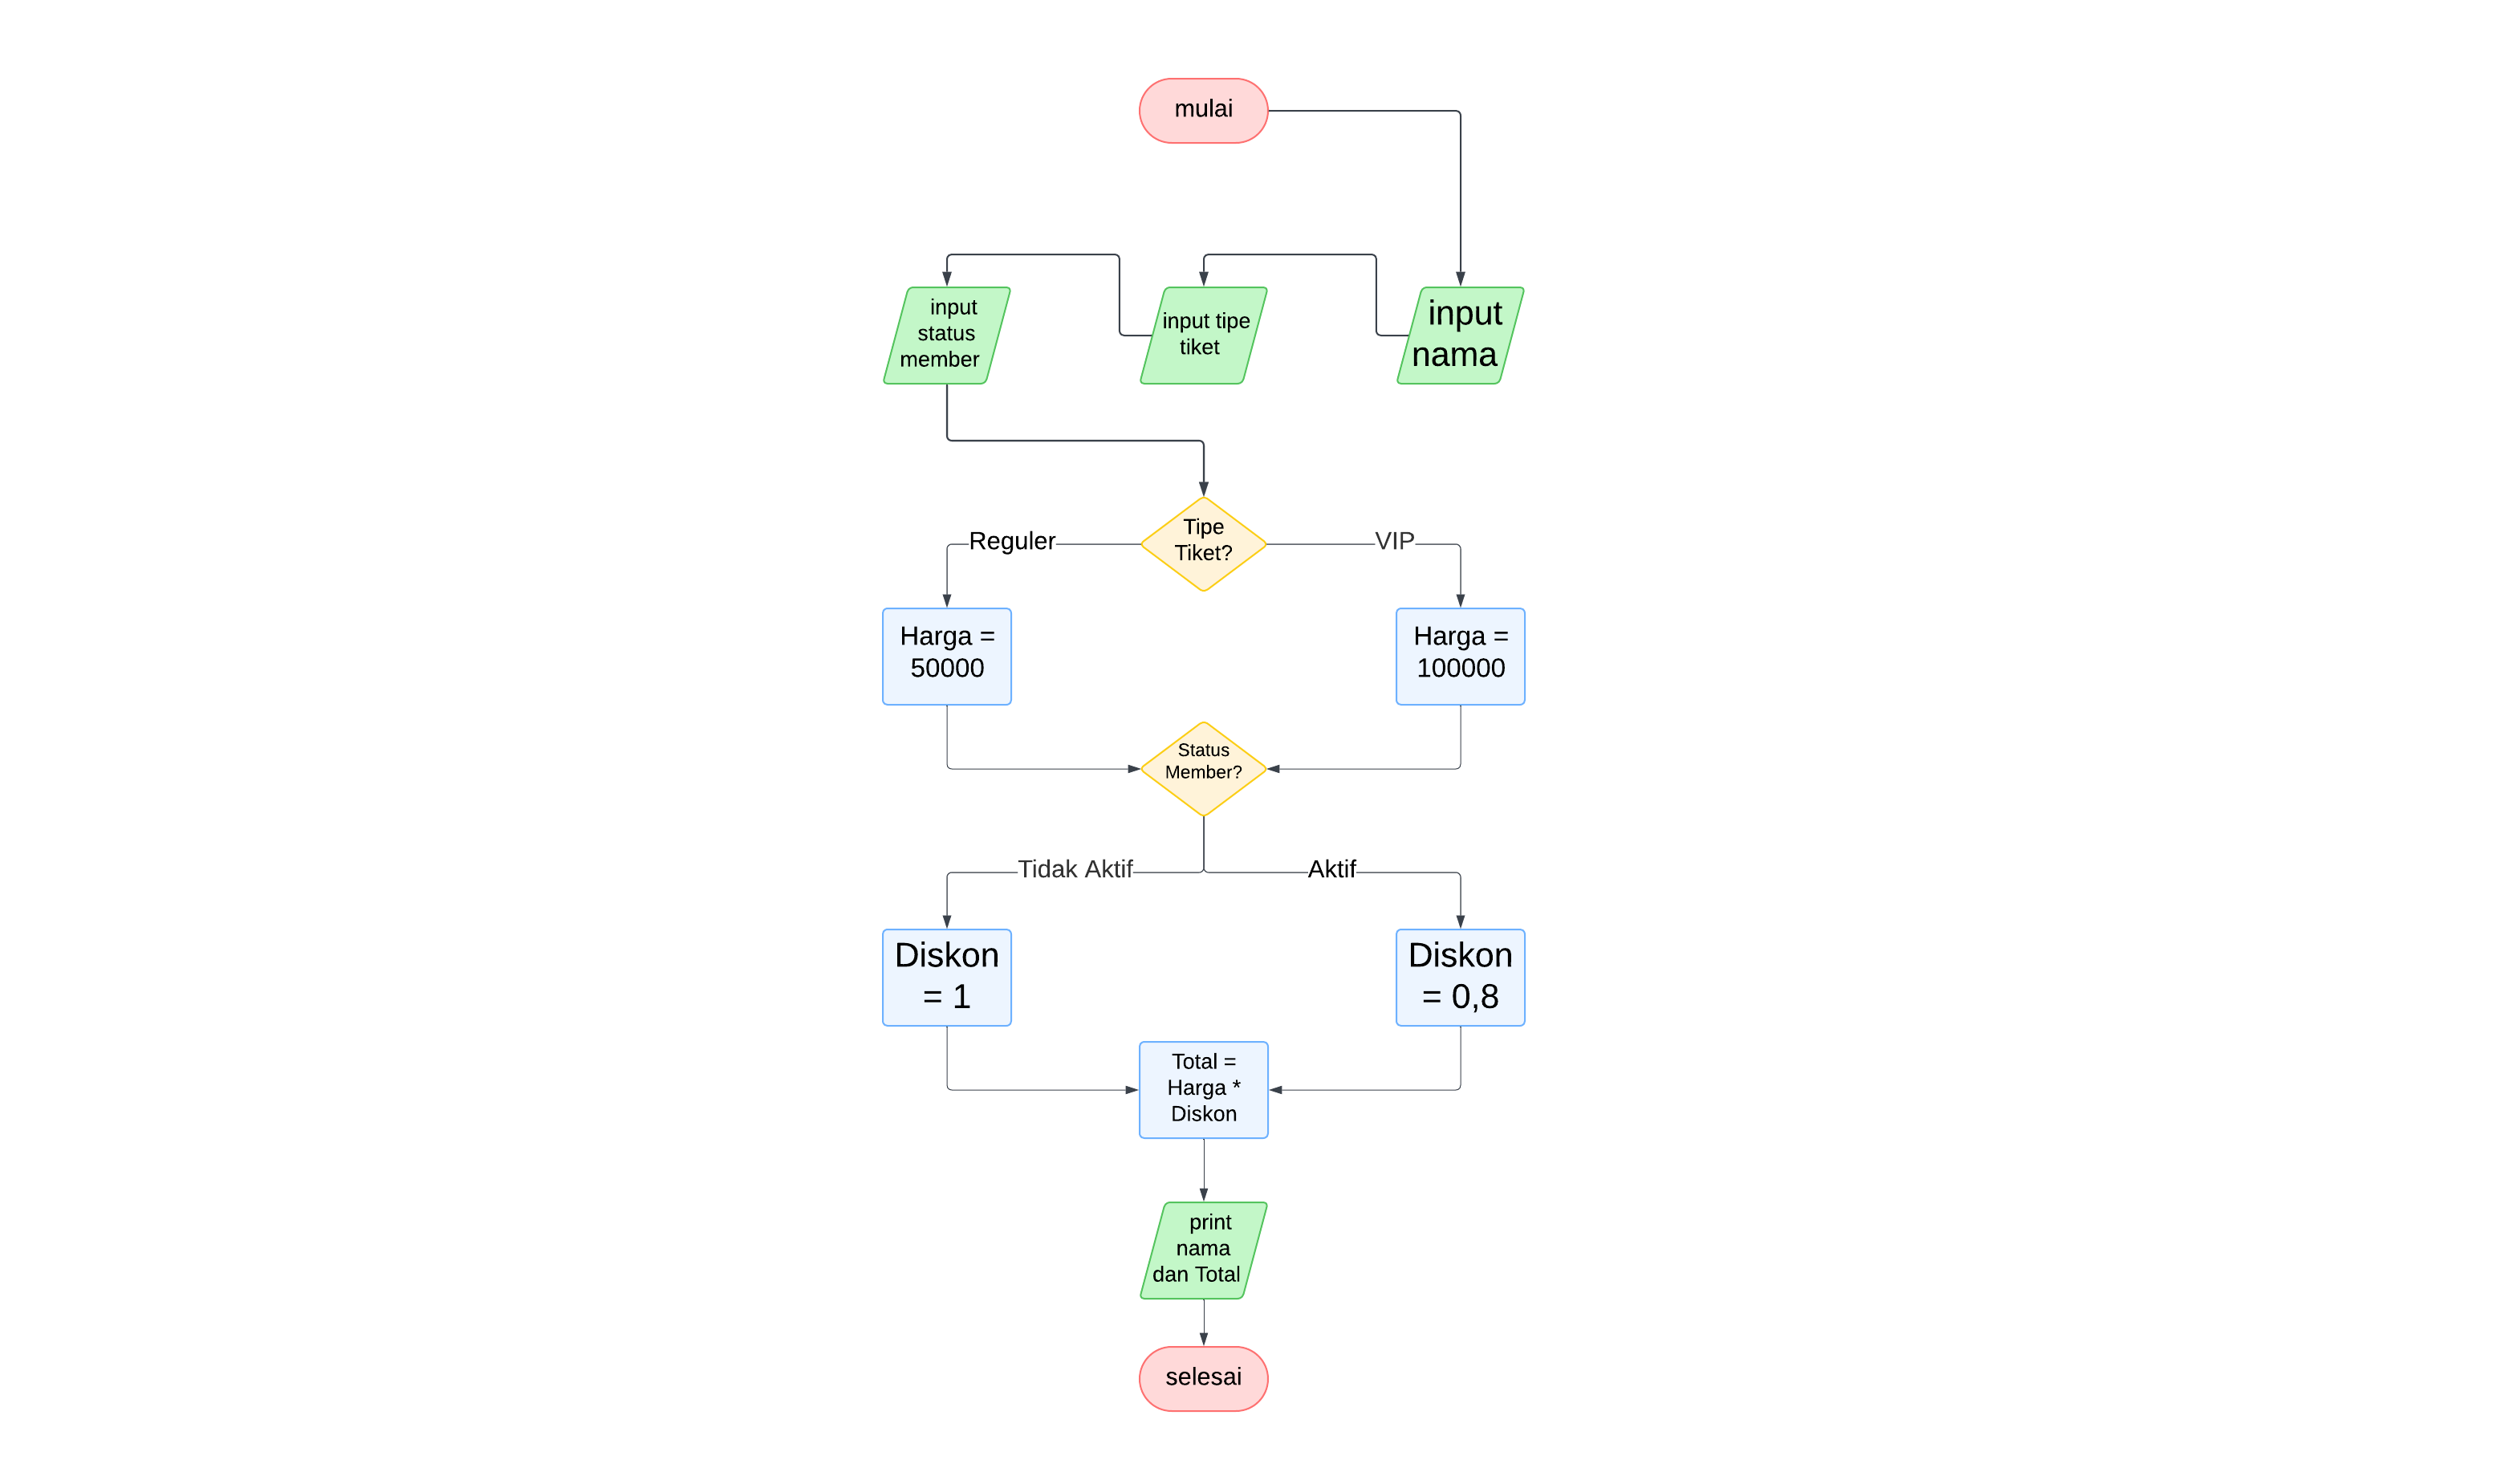 mulai
input
status
member
input tipe
tiket
input
nama
Tipe
Tiket?
Reguler
VIP
Harga =
50000
Harga =
100000
Status
Member?
Tidak Aktif
Aktif
Diskon
= 1
Diskon
= 0,8
Total =
Harga *
Diskon
print
nama
dan Total
selesai